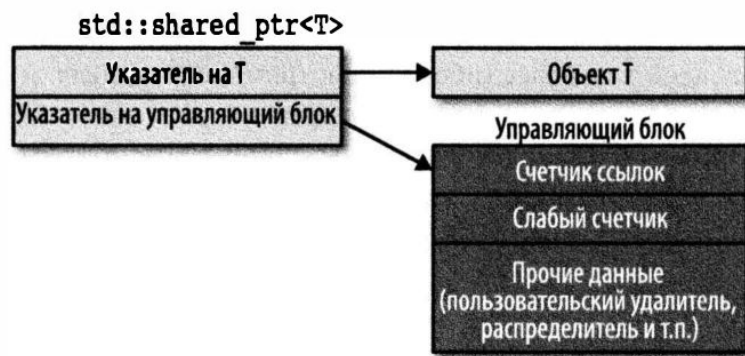 std::shared_ptr<T>
Указатель на T
Объект T
Указатель на управляющий блок
Управляющий блок
Счетчик ссылок
Слабый счетчик
Прочие данные
(пользовательский удалитель,
распределитель и т.п.)